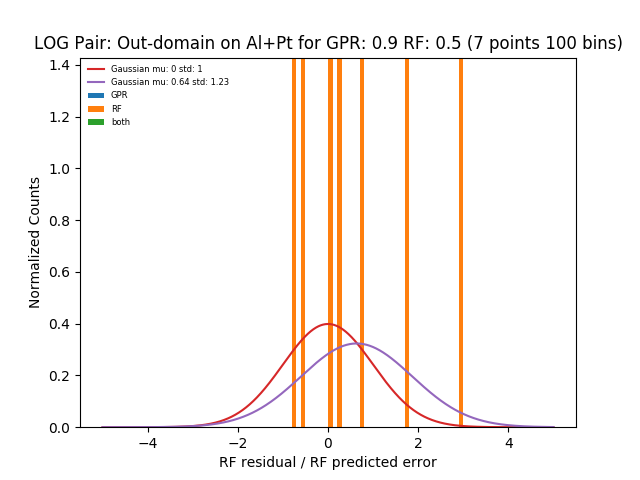 LOG Pair: Out-domain on Al+Pt for GPR: 0.9 RF: 0.5 (7 points 100 bins)
Gaussian mu: 0 std: 1
Gaussian mu: 0.64 std: 1.23
GPR
RF
both
1.4
1.2
1.0
0.8
0.6
0.4
0.2
0.0
Normalized Counts
−4 −2 0 2 4
RF residual / RF predicted error